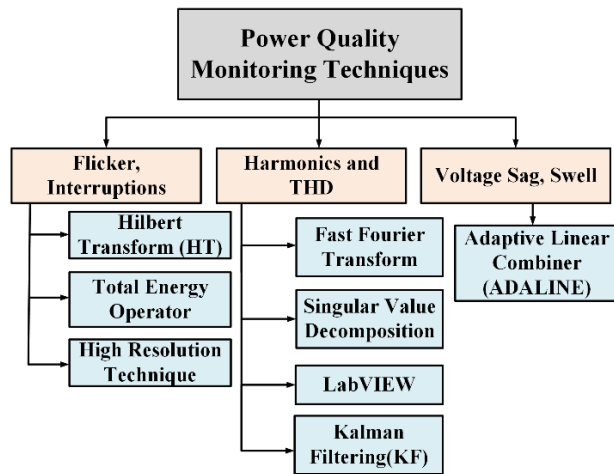 Power Quality
Monitoring Techniques
Flicker,
Interruptions
Hilbert
Transform (HT)
Total Energy
Operator
High Resolution
Technique
Harmonics and
THD
Fast Fourier
Transform
Singular Value
Decomposition
LabVIEW
Kalman
Filtering(KF)
Voltage Sag, Swell
Adaptive Linear
Combiner
(ADALINE)